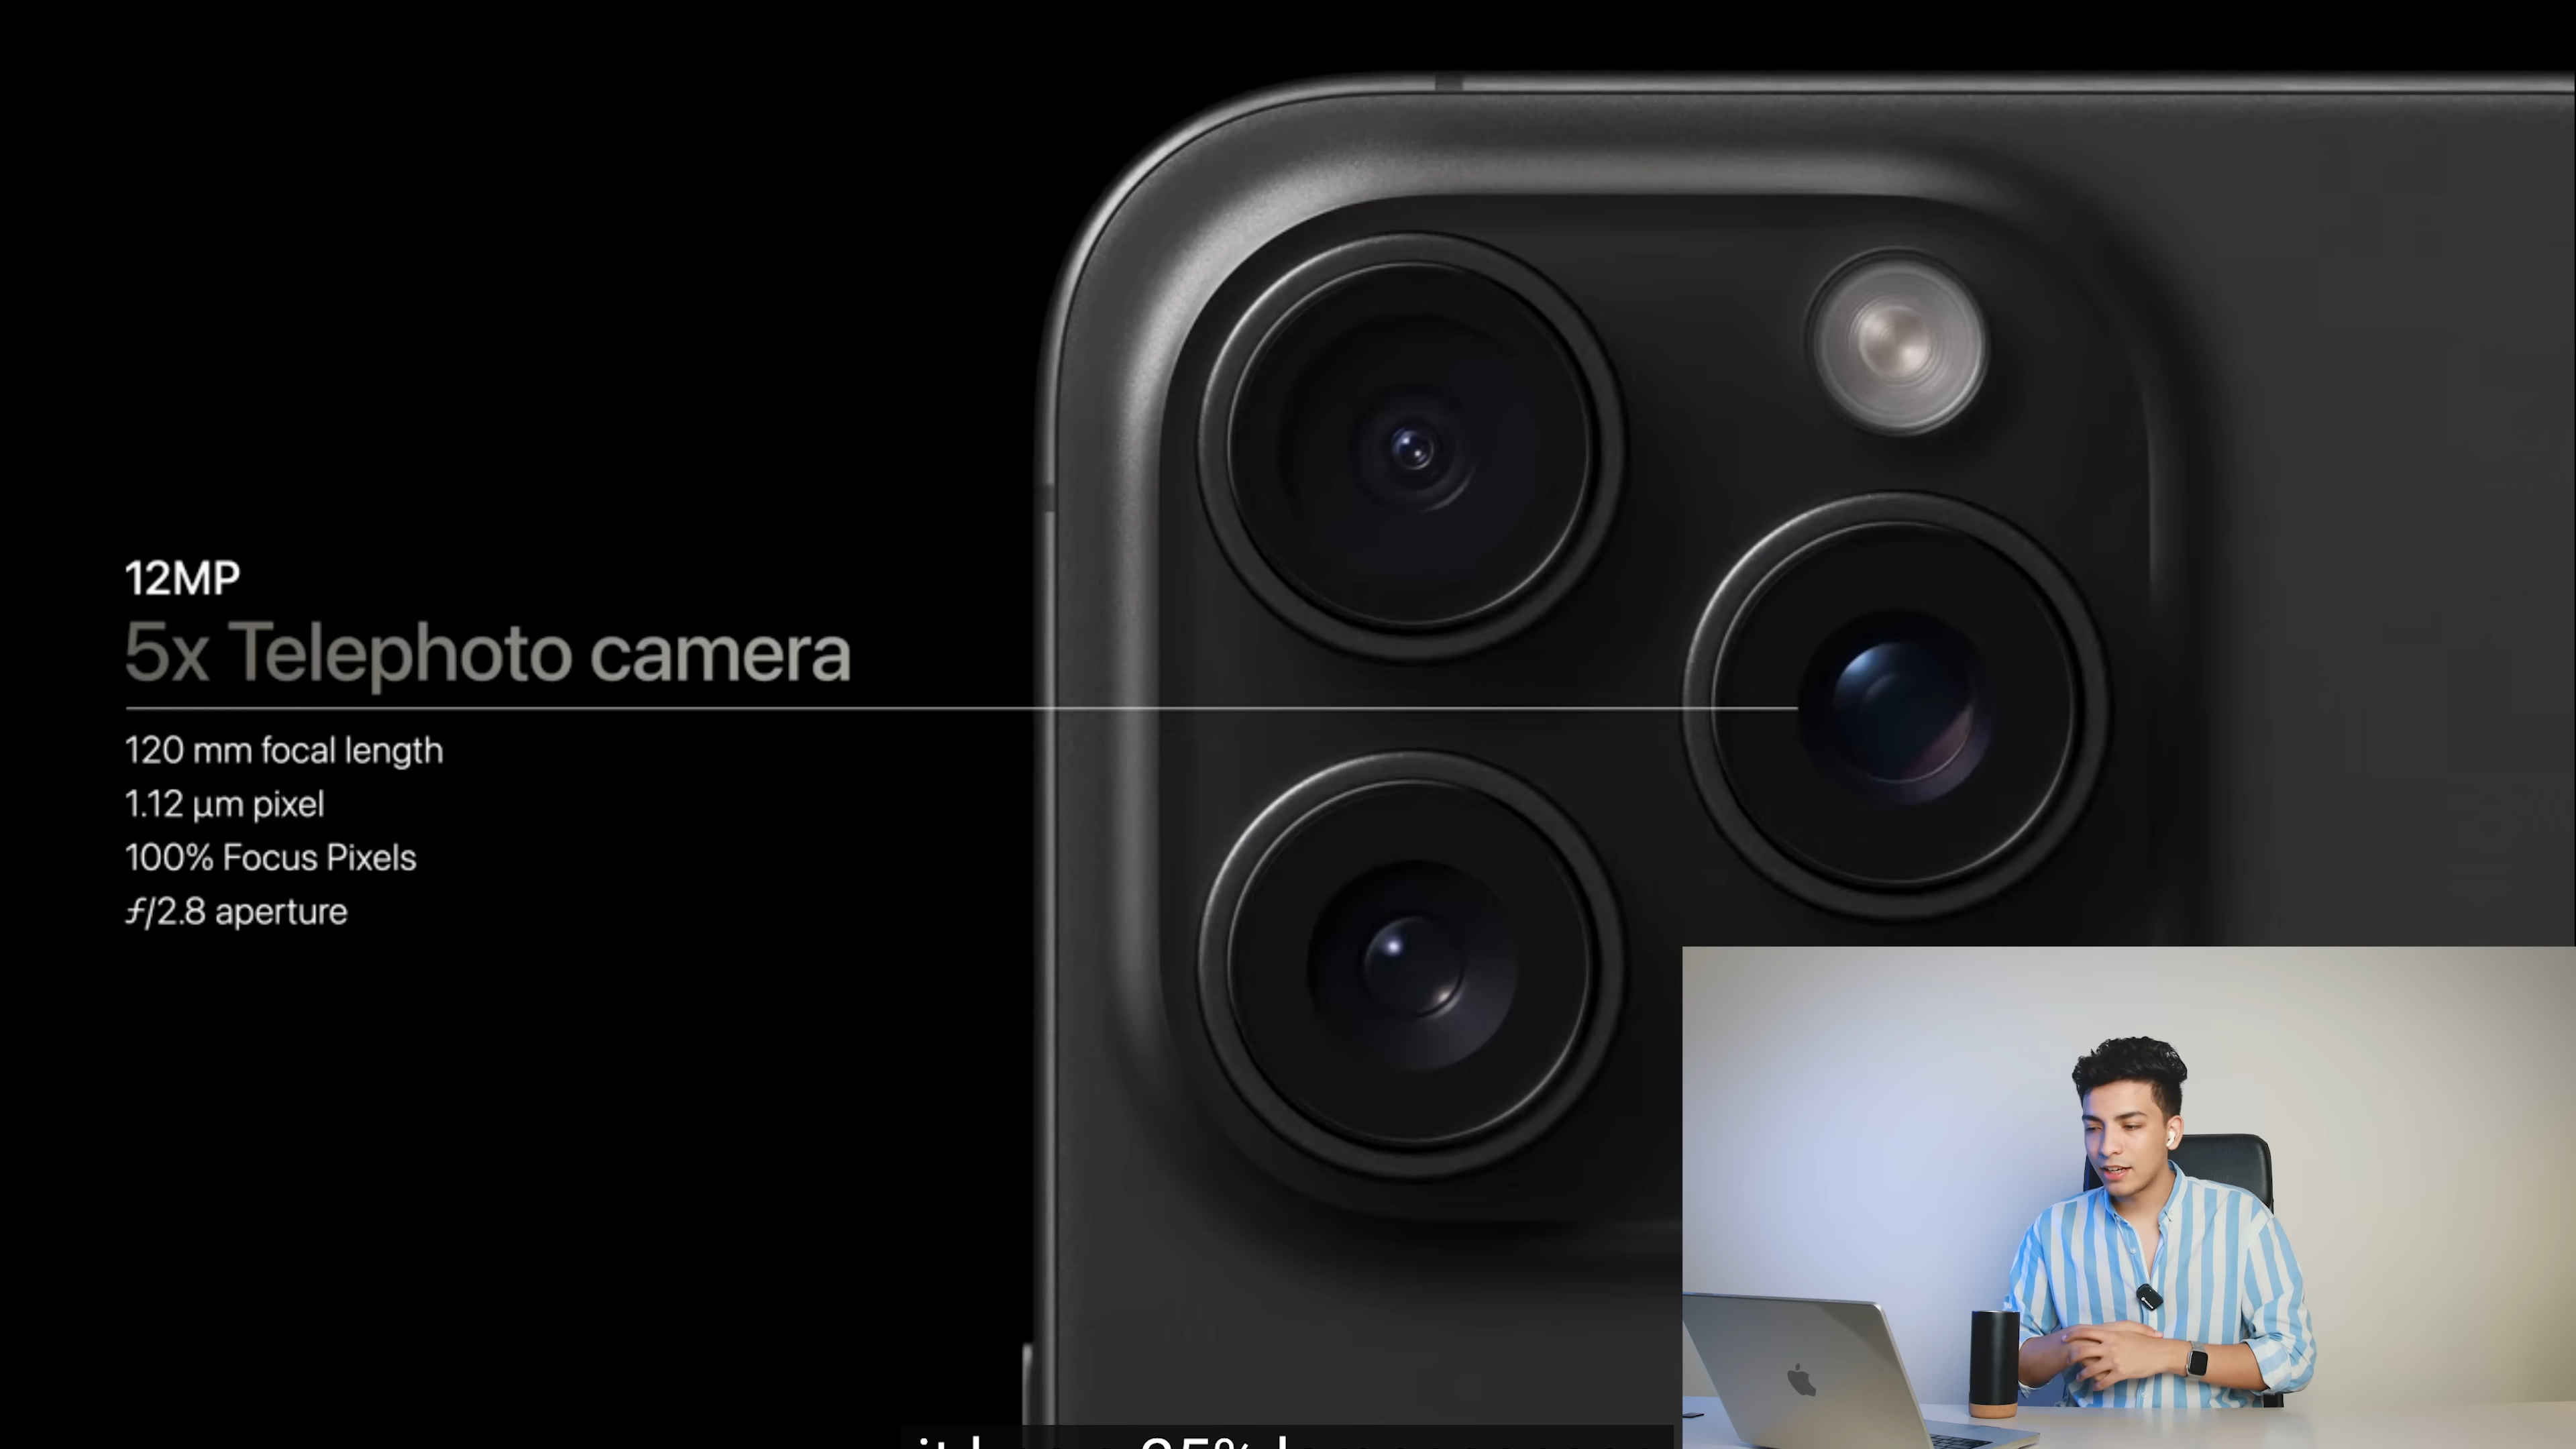 12MP
5x Telephoto camera
120 mm focal length
1.12 µm pixel
100% Focus Pixels
ƒ/2.8 aperture